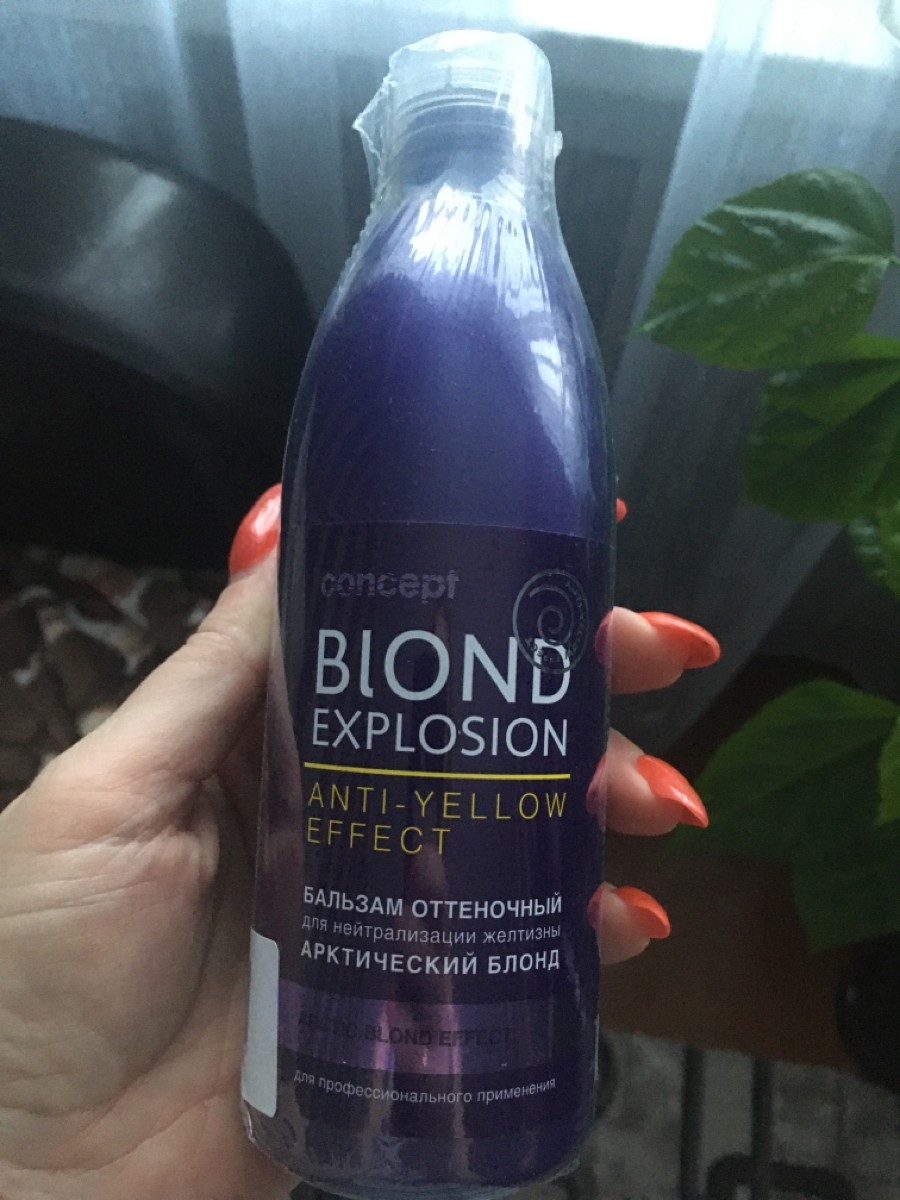 concept
BLOND
EXPLOSION
ANTI-YELLOW
EFFECT
БАЛЬЗАМ ОТТЕНОЧНЫЙ
для нейтрализации желтизны
АРКТИЧЕСКИЙ БЛОНД
ARCTIC BLOND EFFECT
для профессионального применения